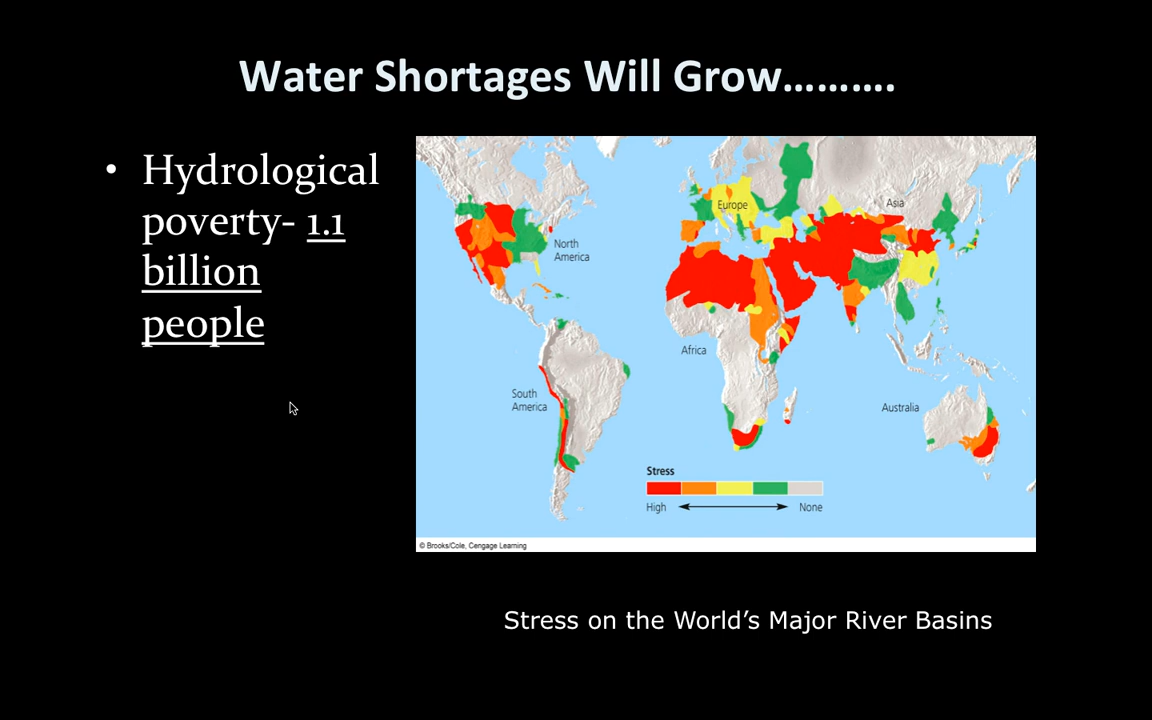 Water Shortages Will Grow……….
• Hydrological
poverty- 1.1
billion
people
Europe
Asia
North
America
Africa
South
America
Australia
Stress
High
None
© Brooks/Cole, Cengage Learning
Stress on the World’s Major River Basins